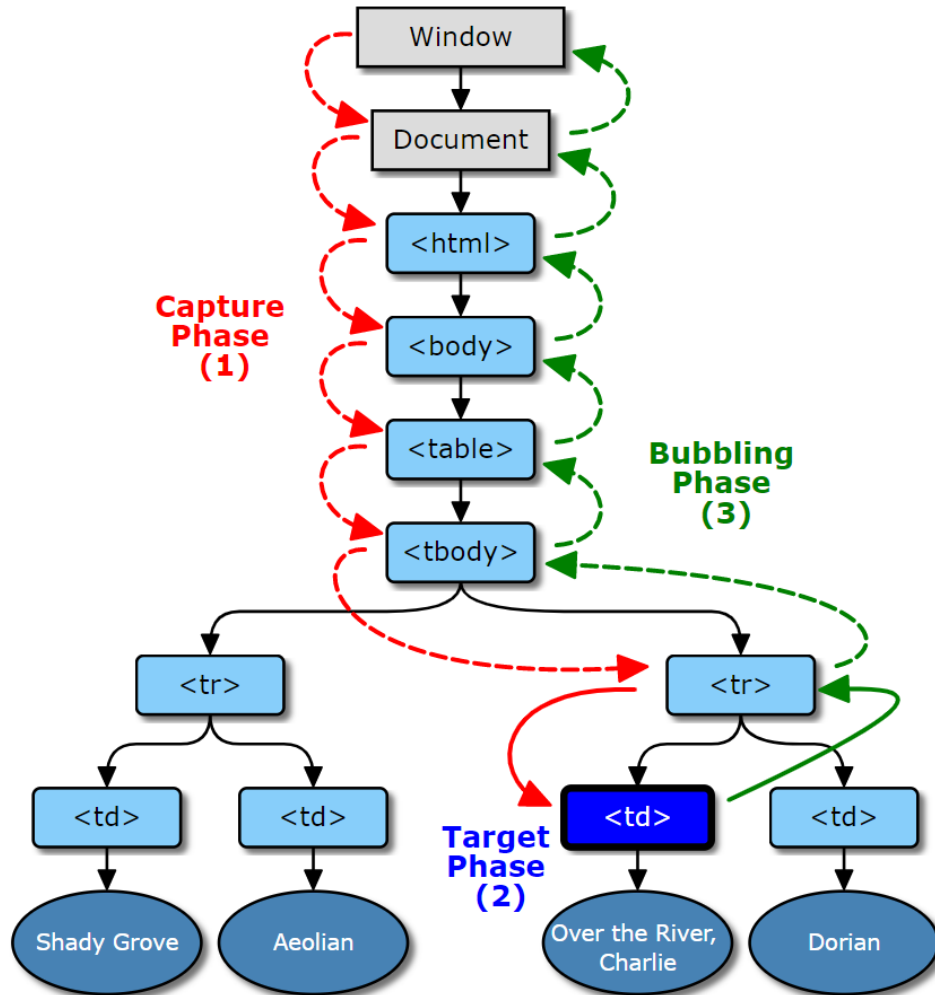 Window
Document
<html>
Capture
Phase
(1)
<body>
<table>
Bubbling
Phase
(3)
<tbody>
<tr>
<tr>
<td>
<td>
<td>
<td>
Target
Phase
(2)
Shady Grove
Aeolian
Over the River,
Charlie
Dorian